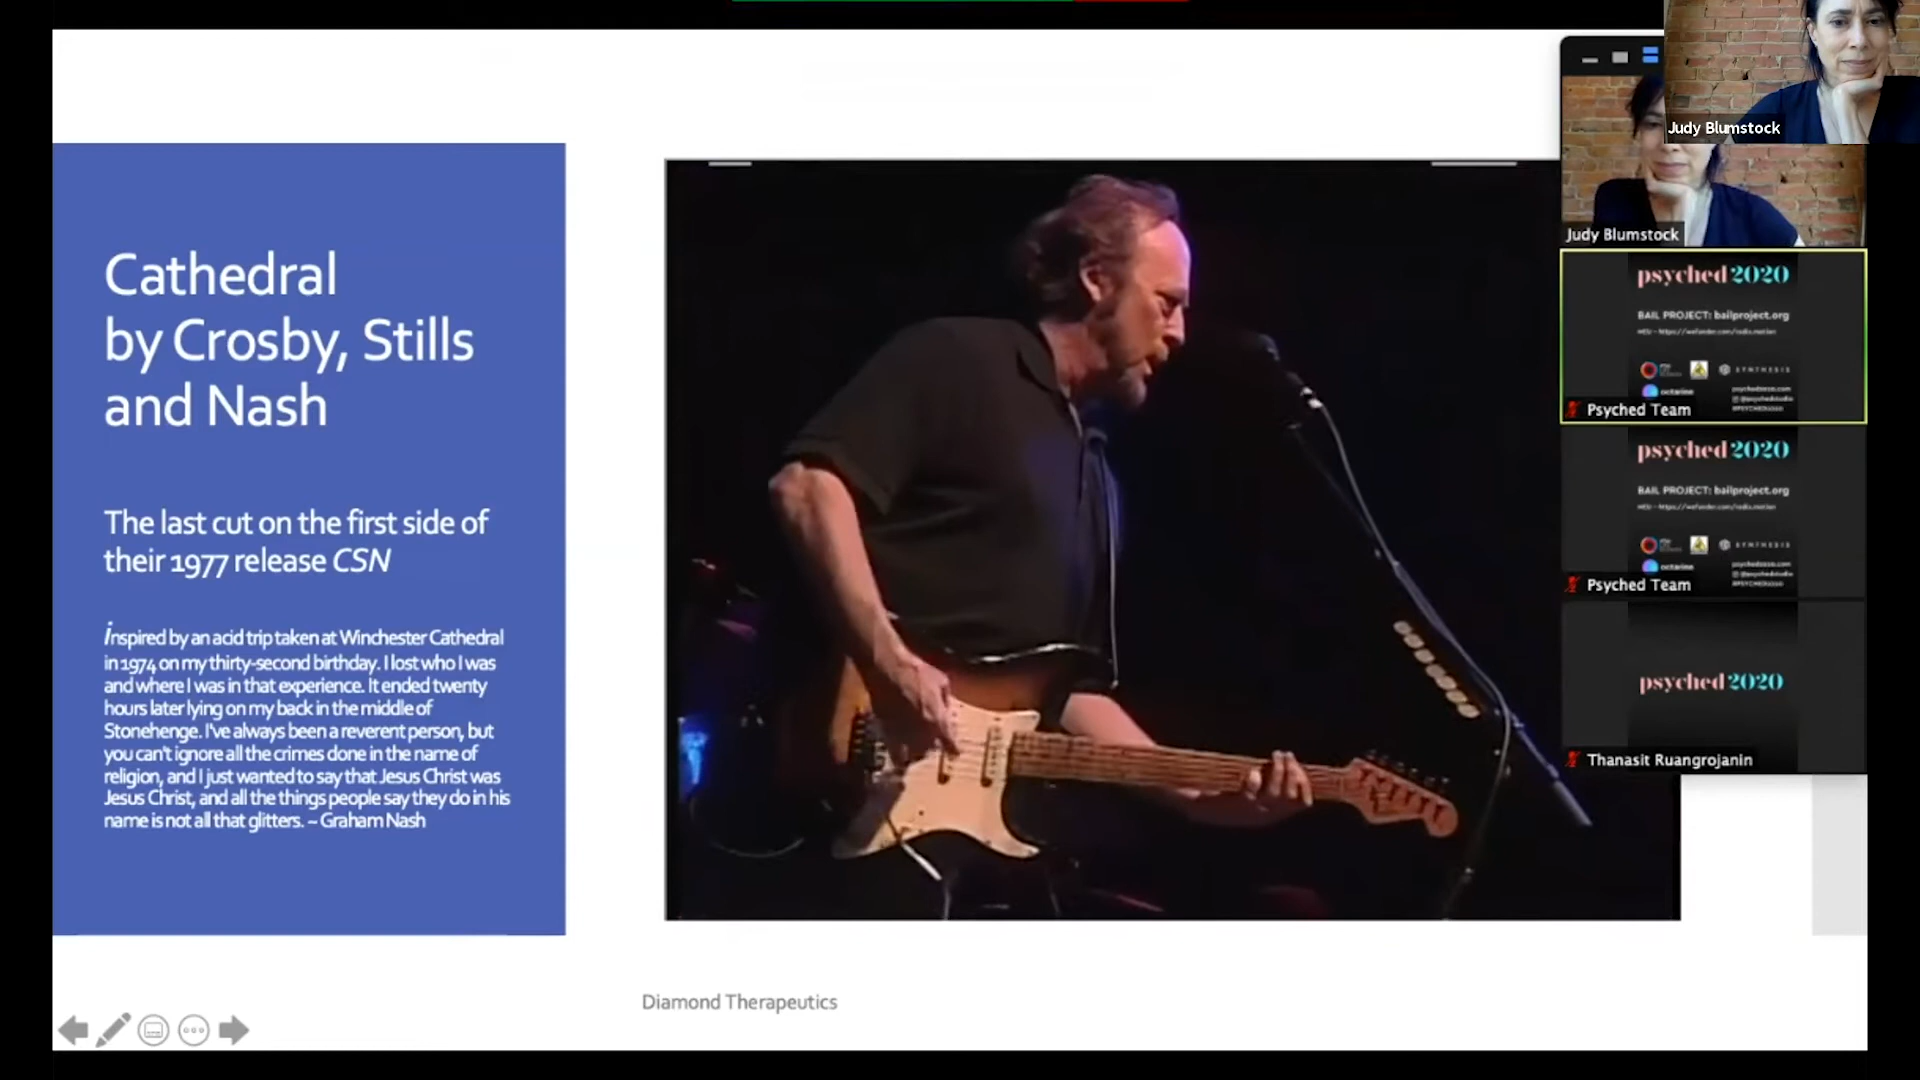 Cathedral
by Crosby, Stills
and Nash
The last cut on the first side of
their 1977 release CSN
inspired by an acid trip taken at Winchester Cathedral
in 1974 on my thirty-second birthday. I lost who I was
and where I was in that experience. It ended twenty
hours later lying on my back in the middle of
Stonehenge. I've always been a reverent person, but
you can't ignore all the crimes done in the name of
religion, and I just wanted to say that Jesus Christ was
Jesus Christ, and all the things people say they do in his
name is not all that glitters. ~ Graham Nash
Diamond Therapeutics
Judy Blumstock
Judy Blumstock
psyched 2020
BAIL PROJECT: bailproject.org
SYNTHESIS
octarine
Psyched Team
psyched 2020
BAIL PROJECT: bailproject.org
SYNTHESIS
octarine
Psyched Team
psyched 2020
Thanasit Ruangrojanin